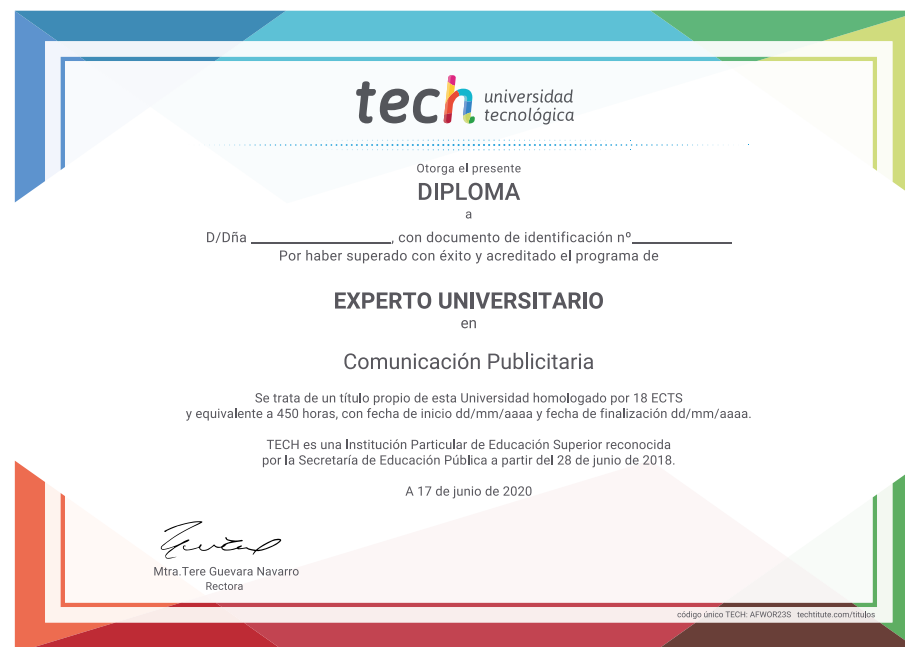 tech universidad
tecnológica
Otorga el presente
DIPLOMA
a
D/Dña ____________________, con documento de identificación nº______________
Por haber superado con éxito y acreditado el programa de
EXPERTO UNIVERSITARIO
en
Comunicación Publicitaria
Se trata de un título propio de esta Universidad homologado por 18 ECTS
y equivalente a 450 horas, con fecha de inicio dd/mm/aaaa y fecha de finalización dd/mm/aaaa.
TECH es una Institución Particular de Educación Superior reconocida
por la Secretaría de Educación Pública a partir del 28 de junio de 2018.
A 17 de junio de 2020
Mtra.Tere Guevara Navarro
Rectora
código único TECH: AFWOR23S techtitute.com/titulos